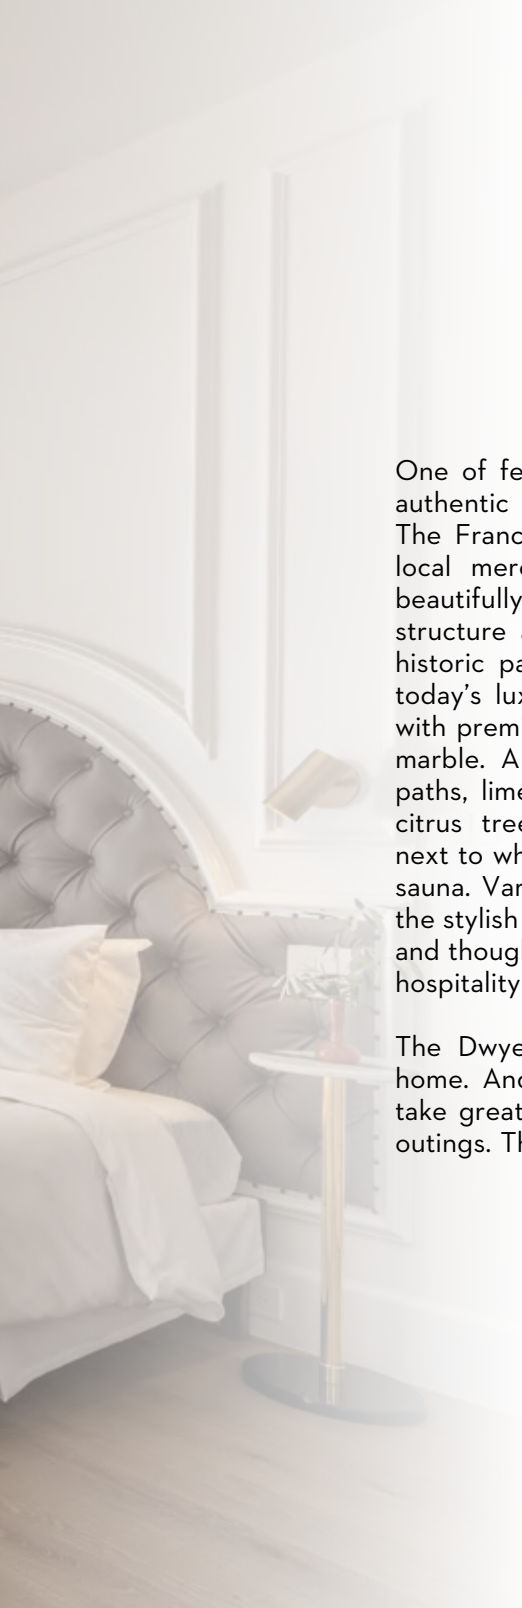 One of fe
authentic
The Franc
local merc
beautifully
structure
historic pa
today's lux
with prem
marble. A
paths, lime
citrus tree
next to wh
sauna. Var
the stylish
and though
hospitality
The Dwye
home. And
take great
outings. Th